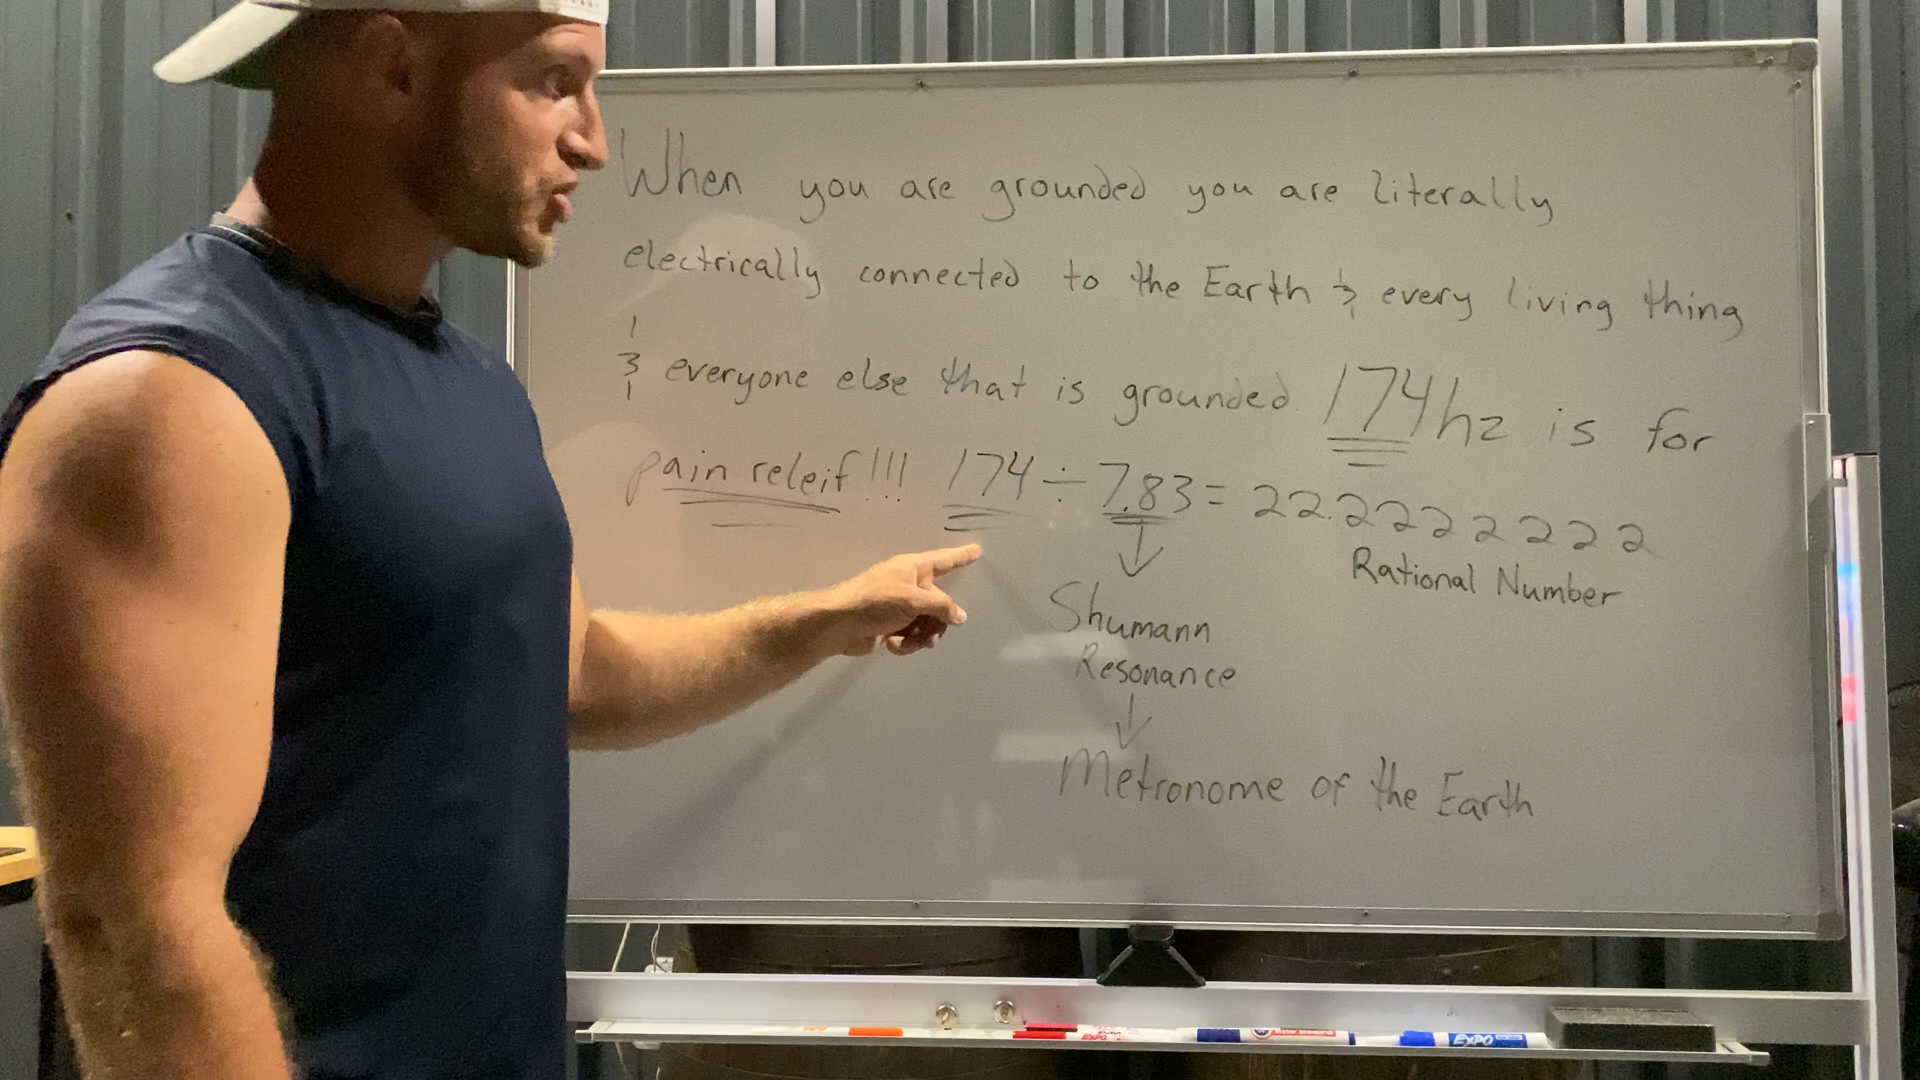 When you are grounded you are literally
electrically connected to the Earth & every living thing
& everyone else that is grounded. 174hz is for
pain releif!!! 174 ÷ 7.83 = 22.2222222
Rational Number
Shumann
Resonance
Metronome of the Earth
EXPO
EXPO